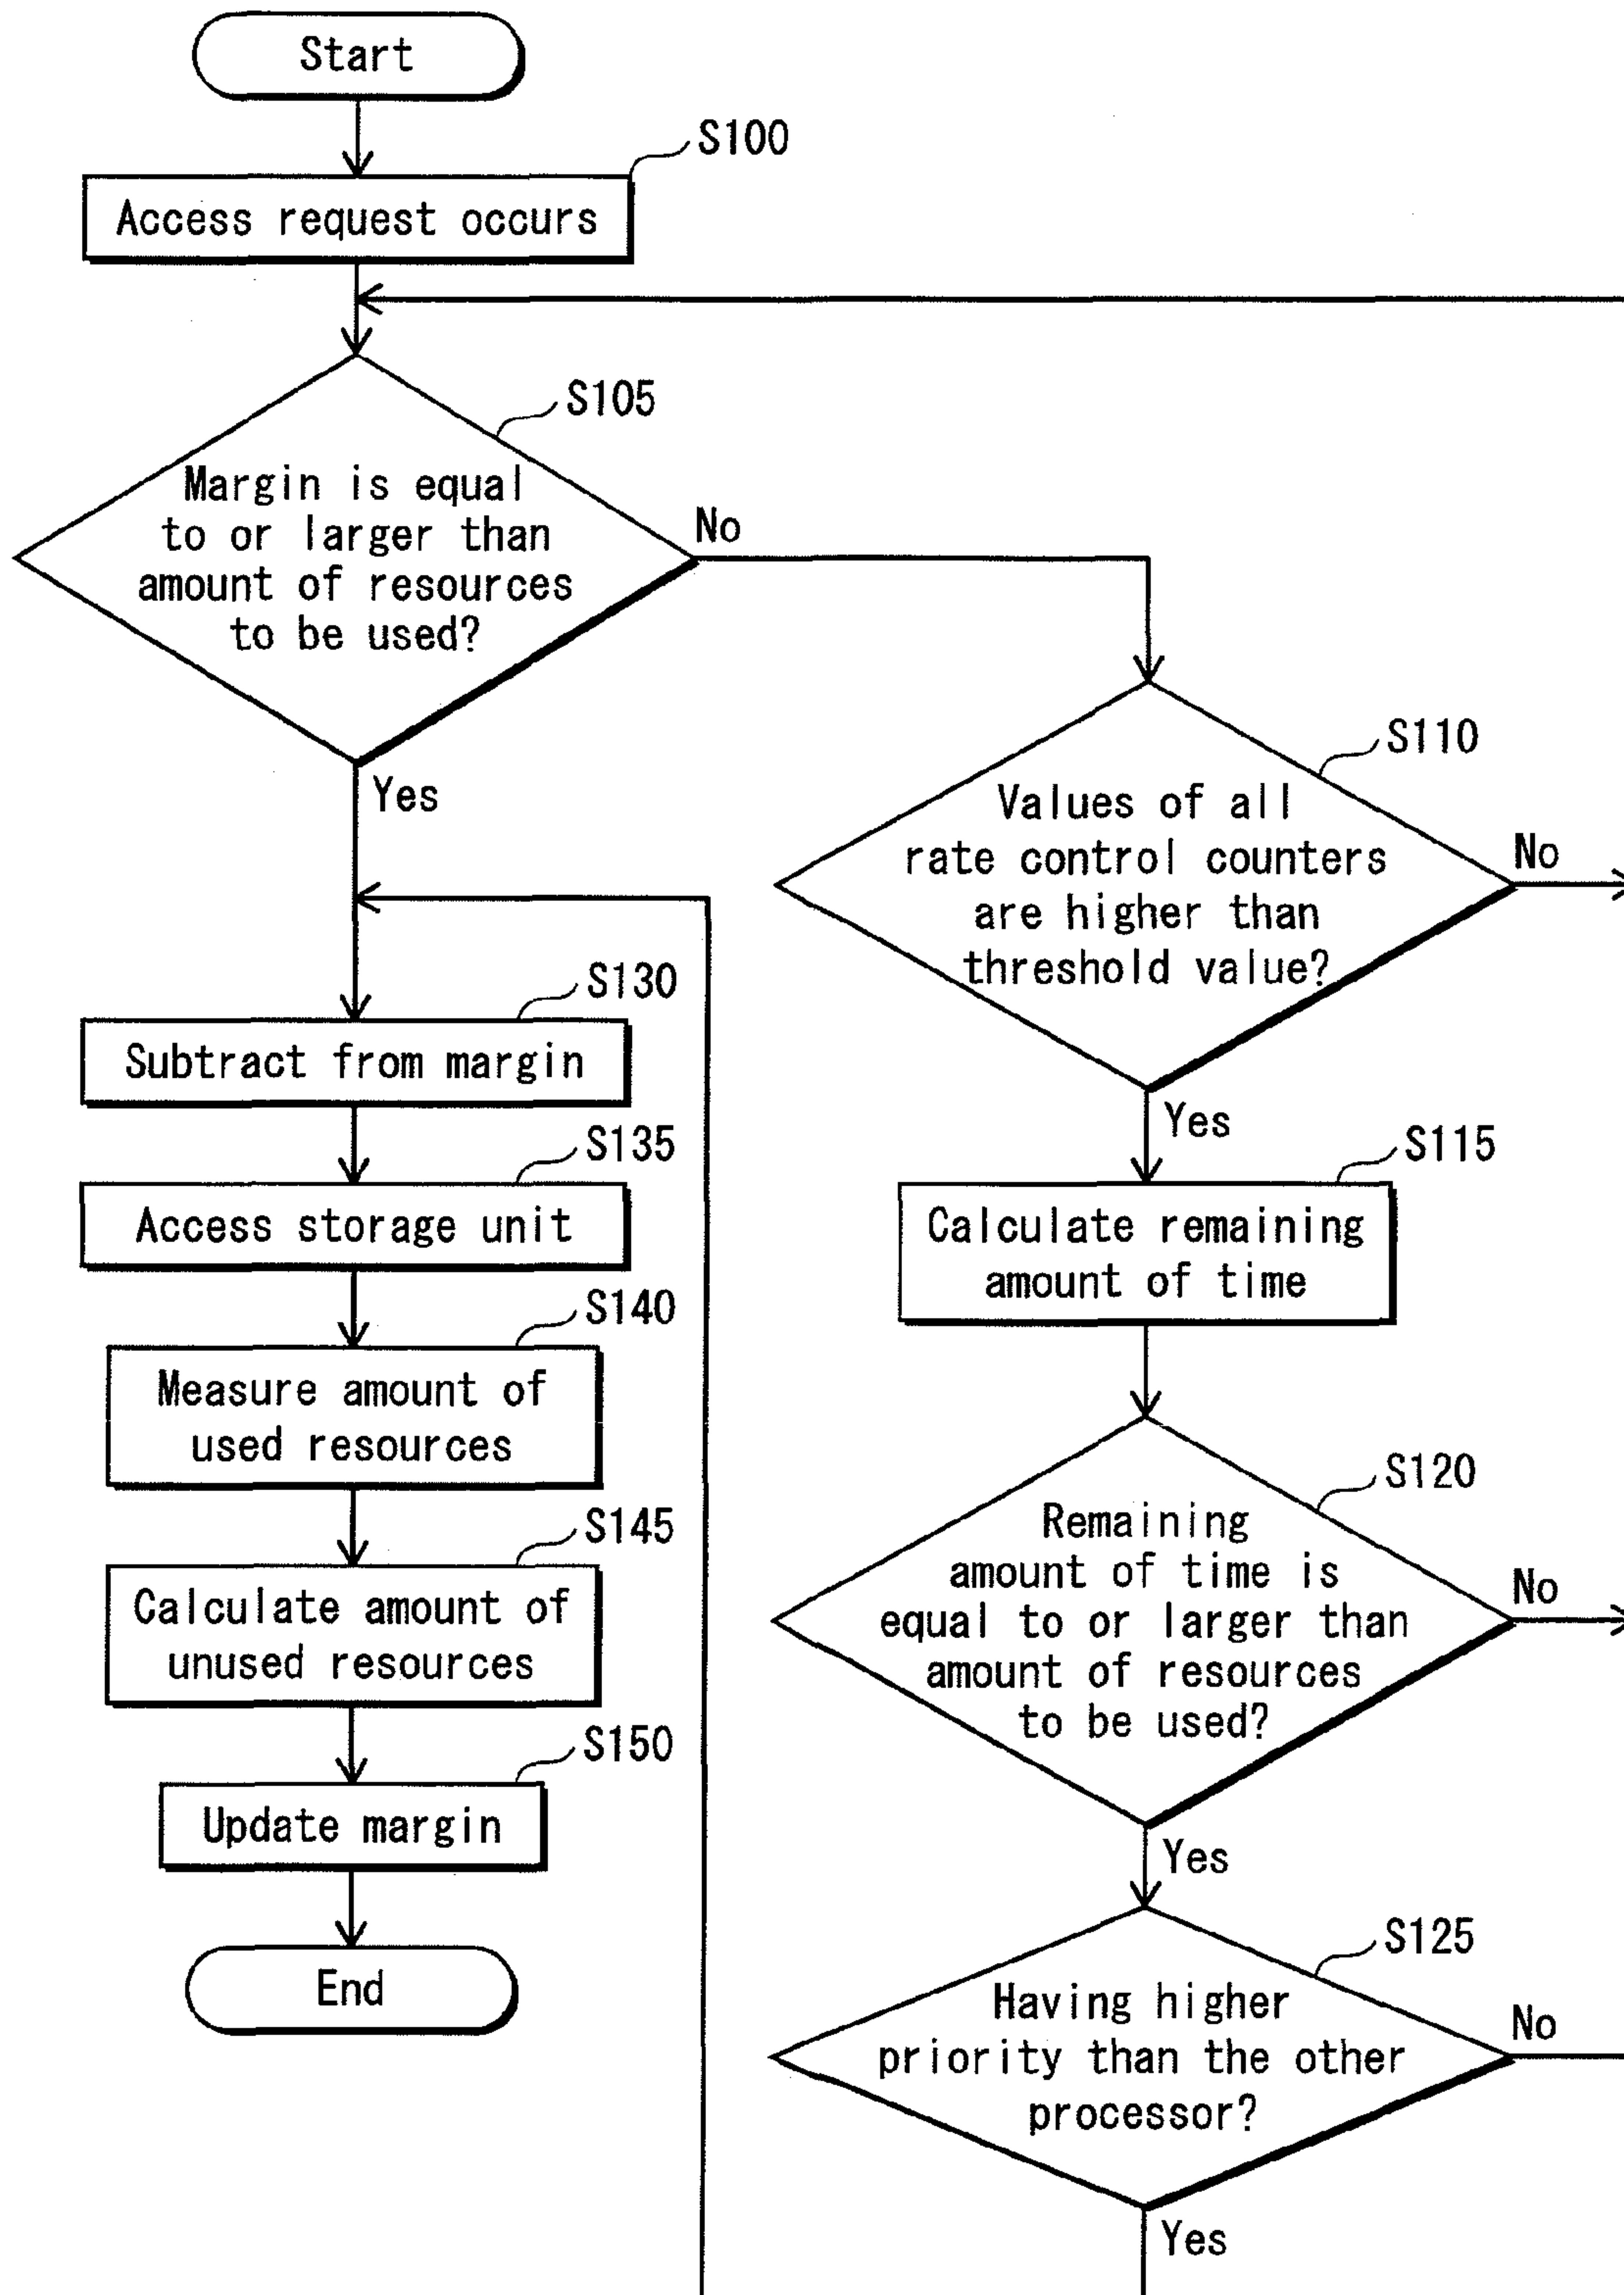 Start
S100
Access request occurs
S105
Margin is equal
to or larger than
amount of resources
to be used?
No
Yes
S110
Values of all
rate control counters
are higher than
threshold value?
No
Yes
S115
Calculate remaining
amount of time
S120
Remaining
amount of time is
equal to or larger than
amount of resources
to be used?
No
Yes
S125
Having higher
priority than the other
processor?
No
Yes
S130
Subtract from margin
S135
Access storage unit
S140
Measure amount of
used resources
S145
Calculate amount of
unused resources
S150
Update margin
End